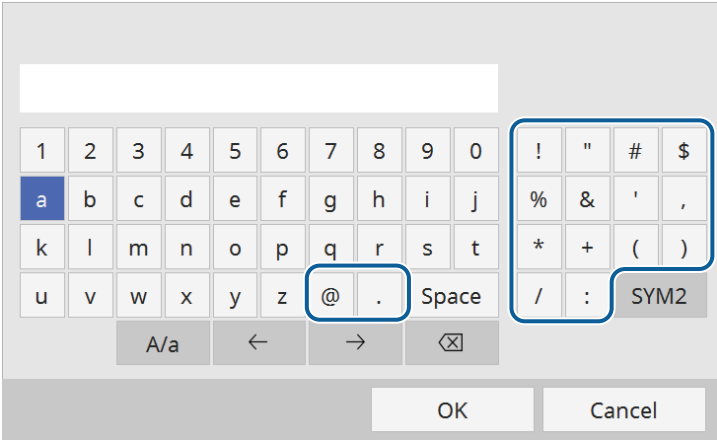 1 2 3 4 5 6 7 8 9 0 ! " # $
a b c d e f g h i j % & ' ,
k l m n o p q r s t * + ( )
u v w x y z @ . Space / : SYM2
A/a ← → ⌫
OK Cancel